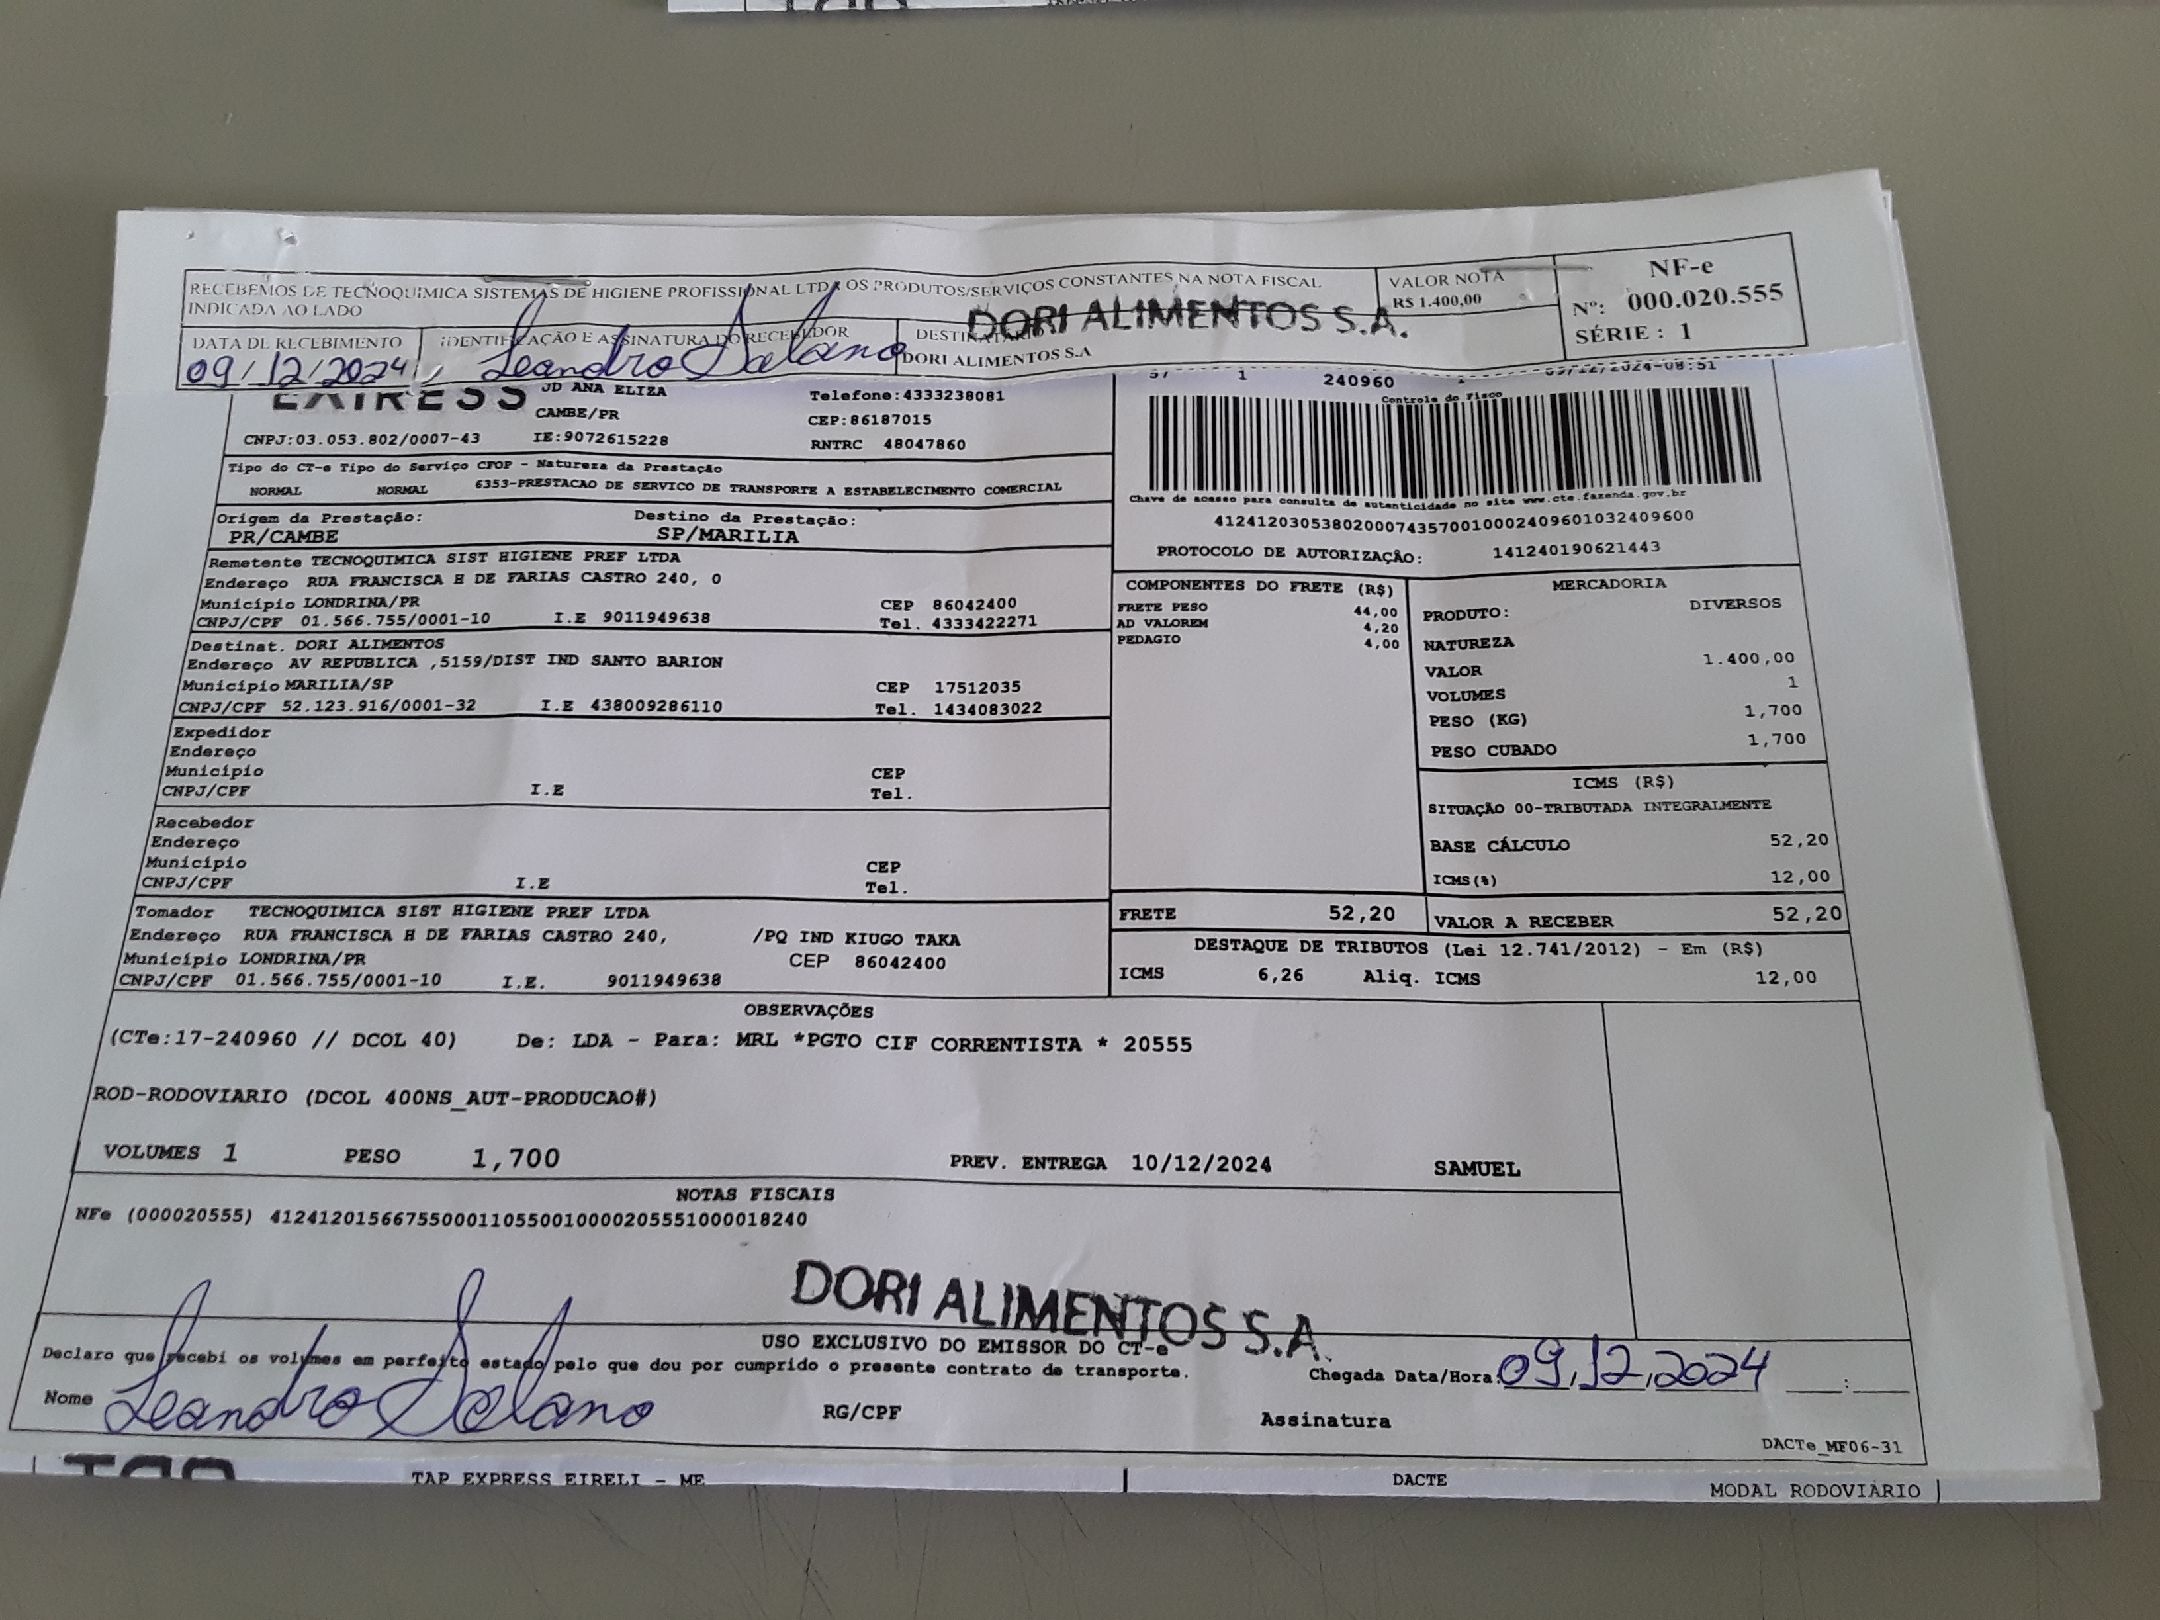 RECEBEMOS DE TECNOQUIMICA SISTEMAS DE HIGIENE PROFISSIONAL LTDA OS PRODUTOS/SERVIÇOS CONSTANTES NA NOTA FISCAL
INDICADA AO LADO
VALOR NOTA
R$ 1.400,00
NF-e
Nº: 000.020.555
SÉRIE : 1
DATA DE RECEBIMENTO
09/12/2024
IDENTIFICAÇÃO E ASSINATURA DO RECEBEDOR
Leandro Solano
DESTINATÁRIO
DORI ALIMENTOS S.A
DORI ALIMENTOS S.A.
EXPRESS
JD ANA ELIZA
CAMBE/PR
CNPJ:03.053.802/0007-43 IE:9072615228
Telefone:4333238081
CEP:86187015
RNTRC 48047860
57 1 240960 1 09/12/2024-08:51
Controle do Fisco
Tipo do CT-e Tipo do Serviço CFOP - Natureza da Prestação
NORMAL NORMAL 6353-PRESTACAO DE SERVICO DE TRANSPORTE A ESTABELECIMENTO COMERCIAL
Chave de acesso para consulta de autenticidade no site www.cte.fazenda.gov.br
41241203053802000743570010002409601032409600
PROTOCOLO DE AUTORIZAÇÃO: 141240190621443
Origem da Prestação: Destino da Prestação:
PR/CAMBE SP/MARILIA
Remetente TECNOQUIMICA SIST HIGIENE PREF LTDA
Endereço RUA FRANCISCA H DE FARIAS CASTRO 240, 0
Município LONDRINA/PR CEP 86042400
CNPJ/CPF 01.566.755/0001-10 I.E 9011949638 Tel. 4333422271
Destinat. DORI ALIMENTOS
Endereço AV REPUBLICA ,5159/DIST IND SANTO BARION
Município MARILIA/SP CEP 17512035
CNPJ/CPF 52.123.916/0001-32 I.E 438009286110 Tel. 1434083022
Expedidor
Endereço
Município CEP
CNPJ/CPF I.E Tel.
Recebedor
Endereço
Município CEP
CNPJ/CPF I.E Tel.
Tomador TECNOQUIMICA SIST HIGIENE PREF LTDA
Endereço RUA FRANCISCA H DE FARIAS CASTRO 240, /PQ IND KIUGO TAKA
Município LONDRINA/PR CEP 86042400
CNPJ/CPF 01.566.755/0001-10 I.E. 9011949638
COMPONENTES DO FRETE (R$)
FRETE PESO 44,00
AD VALOREM 4,20
PEDAGIO 4,00
MERCADORIA
PRODUTO: DIVERSOS
NATUREZA
VALOR 1.400,00
VOLUMES 1
PESO (KG) 1,700
PESO CUBADO 1,700
ICMS (R$)
SITUAÇÃO 00-TRIBUTADA INTEGRALMENTE
BASE CÁLCULO 52,20
ICMS(%) 12,00
FRETE 52,20 VALOR A RECEBER 52,20
DESTAQUE DE TRIBUTOS (Lei 12.741/2012) - Em (R$)
ICMS 6,26 Aliq. ICMS 12,00
OBSERVAÇÕES
(CTe:17-240960 // DCOL 40) De: LDA - Para: MRL *PGTO CIF CORRENTISTA * 20555
ROD-RODOVIARIO (DCOL 400NS_AUT-PRODUCAO#)
VOLUMES 1 PESO 1,700 PREV. ENTREGA 10/12/2024 SAMUEL
NOTAS FISCAIS
NFe (000020555) 41241201566755000110550010000205551000018240
DORI ALIMENTOS S.A.
USO EXCLUSIVO DO EMISSOR DO CT-e
Declaro que recebi os volumes em perfeito estado pelo que dou por cumprido o presente contrato de transporte.
Chegada Data/Hora: 09/12/2024 :
Nome Leandro Solano RG/CPF Assinatura
DACTe_MF06-31
TAP EXPRESS EIRELI - ME DACTE
MODAL RODOVIÁRIO